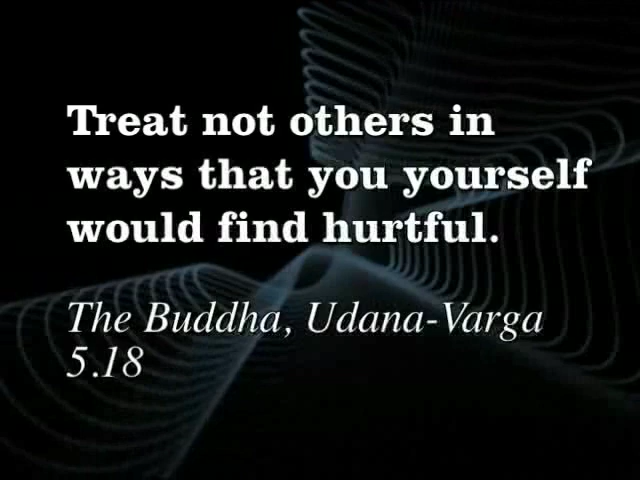 Treat not others in
ways that you yourself
would find hurtful.
The Buddha, Udana-Varga
5.18